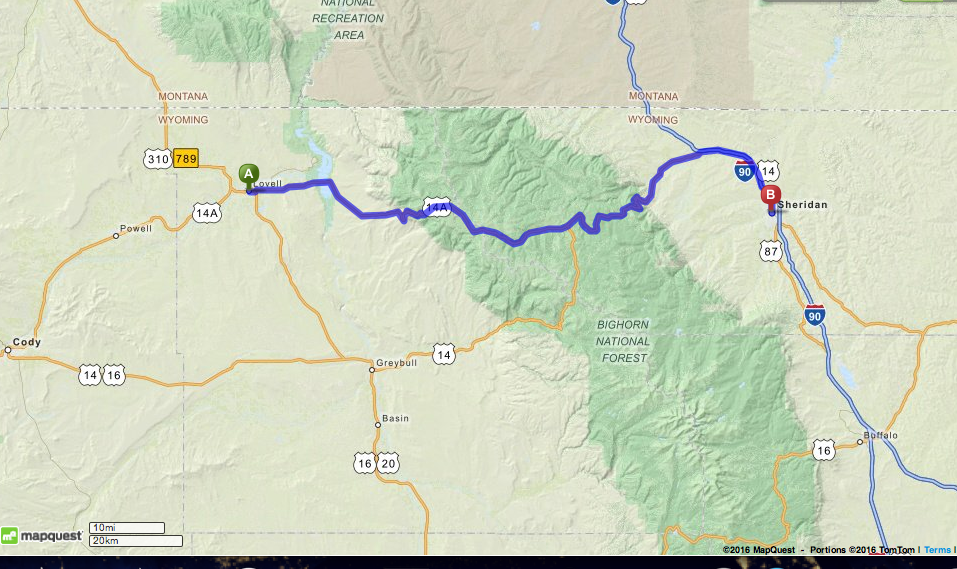 NATIONAL
RECREATION
AREA
MONTANA
WYOMING
MONTANA
WYOMING
310
789
A
Lovell
90
14
B
Sheridan
14A
14A
Powell
87
90
Cody
BIGHORN
NATIONAL
FOREST
14
Greybull
14 16
Basin
Buffalo
16
16 20
10mi
20km
mapquest
©2016 MapQuest - Portions ©2016 TomTom | Terms |